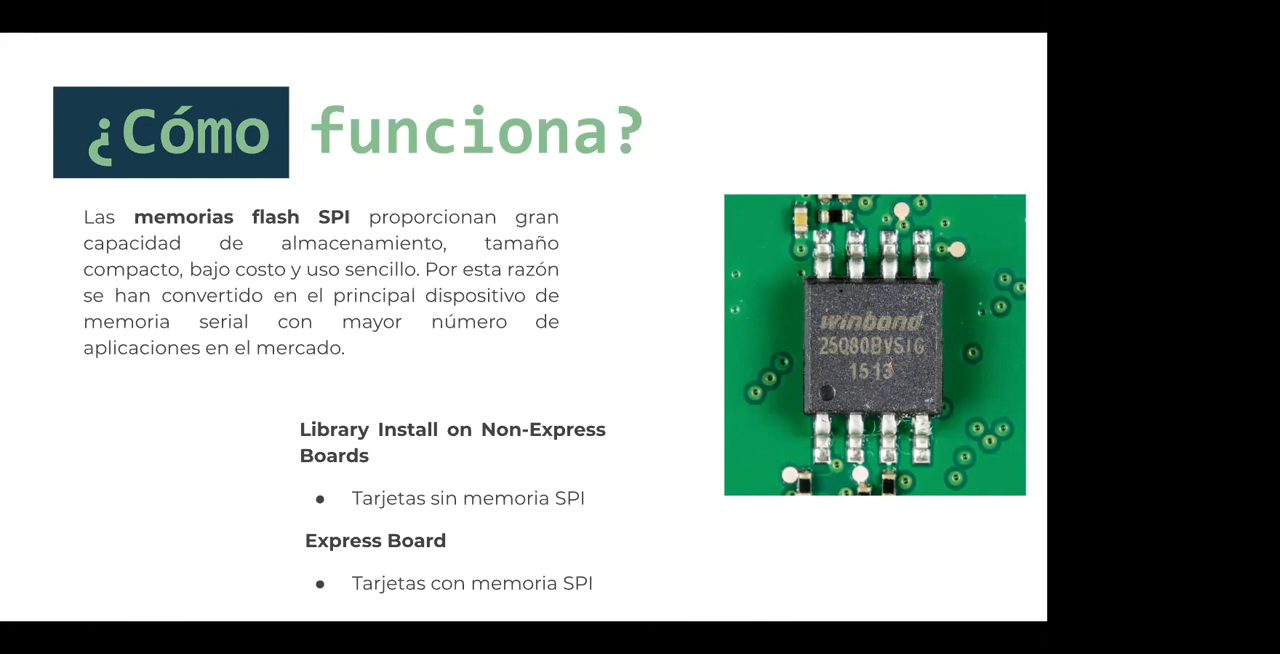 ¿Cómo funciona?
Las memorias flash SPI proporcionan gran
capacidad de almacenamiento, tamaño
compacto, bajo costo y uso sencillo. Por esta razón
se han convertido en el principal dispositivo de
memoria serial con mayor número de
aplicaciones en el mercado.
winbond
25Q80BVSIG
1513
Library Install on Non-Express
Boards
● Tarjetas sin memoria SPI
Express Board
● Tarjetas con memoria SPI